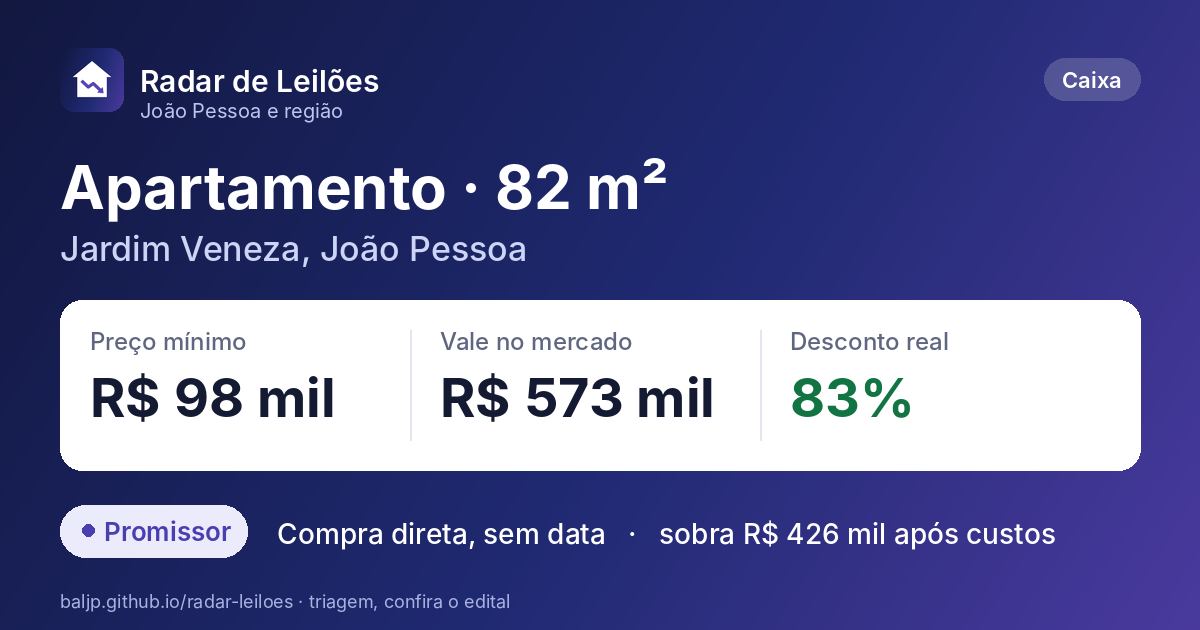 Radar de Leilões
João Pessoa e região
Caixa
Apartamento · 82 m²
Jardim Veneza, João Pessoa
Preço mínimo
R$ 98 mil
Vale no mercado
R$ 573 mil
Desconto real
83%
Promissor
Compra direta, sem data · sobra R$ 426 mil após custos
baljp.github.io/radar-leiloes · triagem, confira o edital